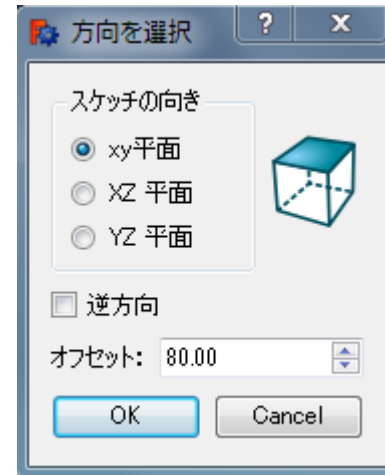 方向を選択 ? X
スケッチの向き
xy平面
XZ 平面
YZ 平面
逆方向
オフセット: 80.00
OK Cancel